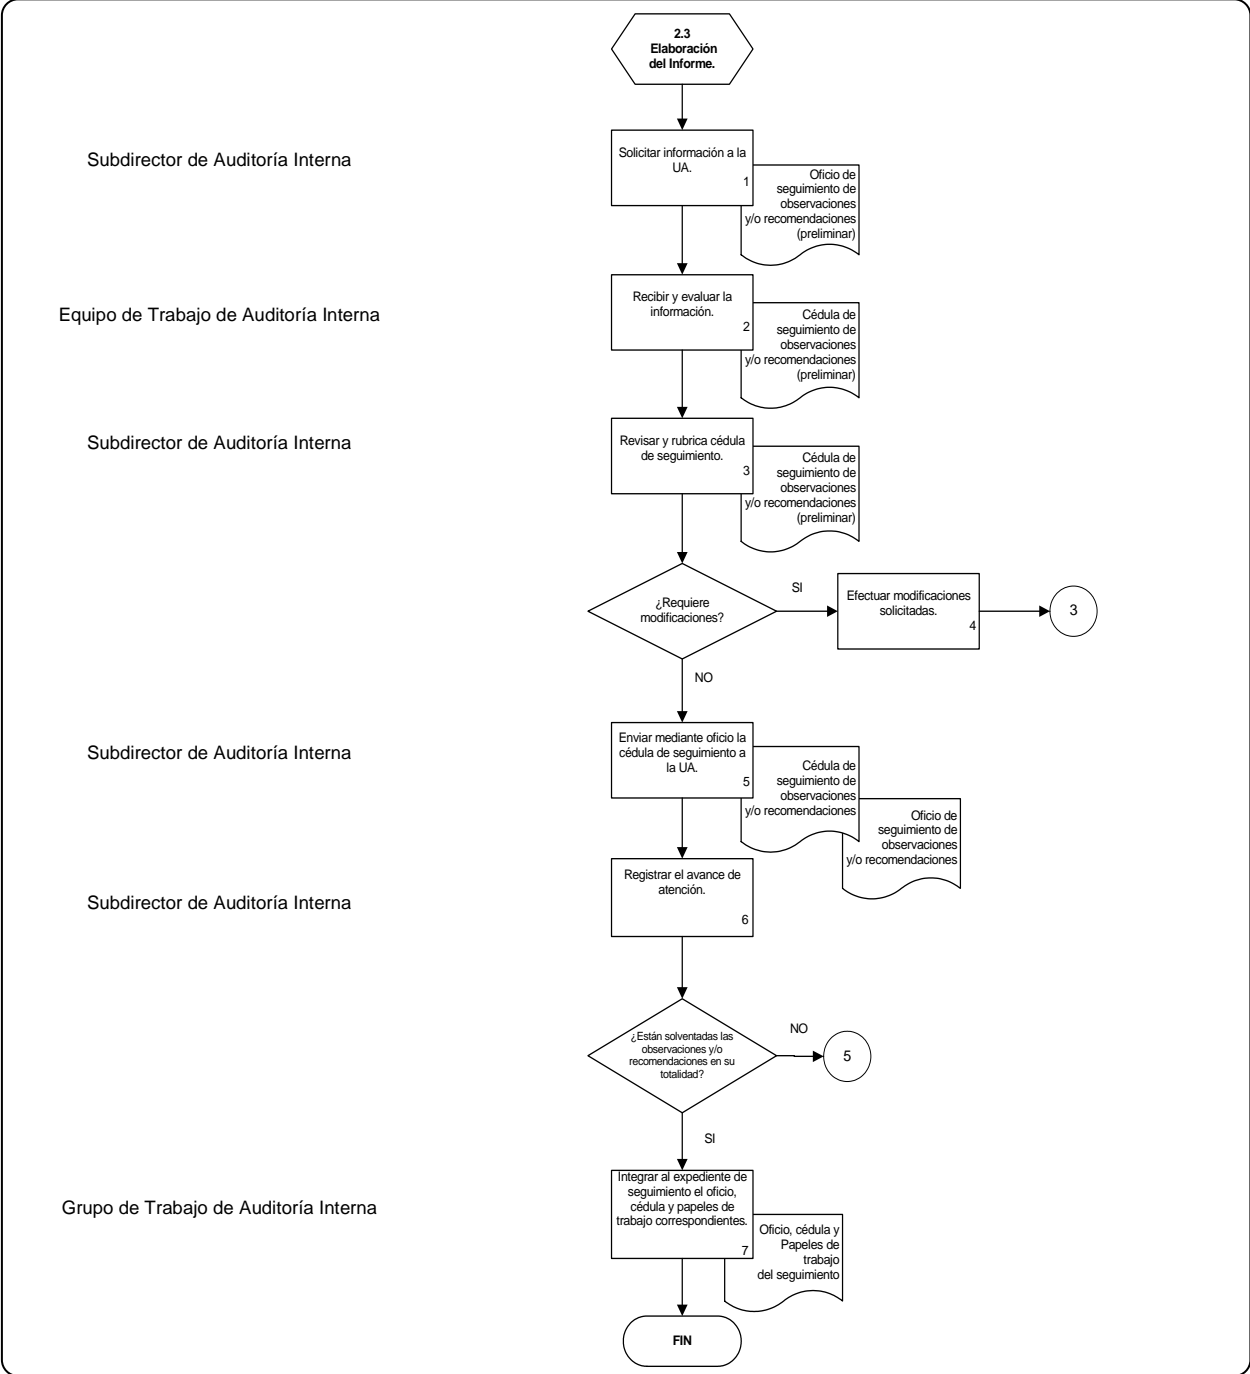 2.3
Elaboración
del Informe.
Subdirector de Auditoría Interna
Solicitar información a la
UA.
1
Oficio de
seguimiento de
observaciones
y/o recomendaciones
(preliminar)
Equipo de Trabajo de Auditoría Interna
Recibir y evaluar la
información.
2
Cédula de
seguimiento de
observaciones
y/o recomendaciones
(preliminar)
Subdirector de Auditoría Interna
Revisar y rubrica cédula
de seguimiento.
3
Cédula de
seguimiento de
observaciones
y/o recomendaciones
(preliminar)
¿Requiere
modificaciones?
SI
Efectuar modificaciones
solicitadas.
4
3
NO
Subdirector de Auditoría Interna
Enviar mediante oficio la
cédula de seguimiento a
la UA.
5
Cédula de
seguimiento de
observaciones
y/o recomendaciones
Oficio de
seguimiento de
observaciones
y/o recomendaciones
Subdirector de Auditoría Interna
Registrar el avance de
atención.
6
¿Están solventadas las
observaciones y/o
recomendaciones en su
totalidad?
NO
5
SI
Grupo de Trabajo de Auditoría Interna
Integrar al expediente de
seguimiento el oficio,
cédula y papeles de
trabajo correspondientes.
7
Oficio, cédula y
Papeles de
trabajo
del seguimiento
FIN